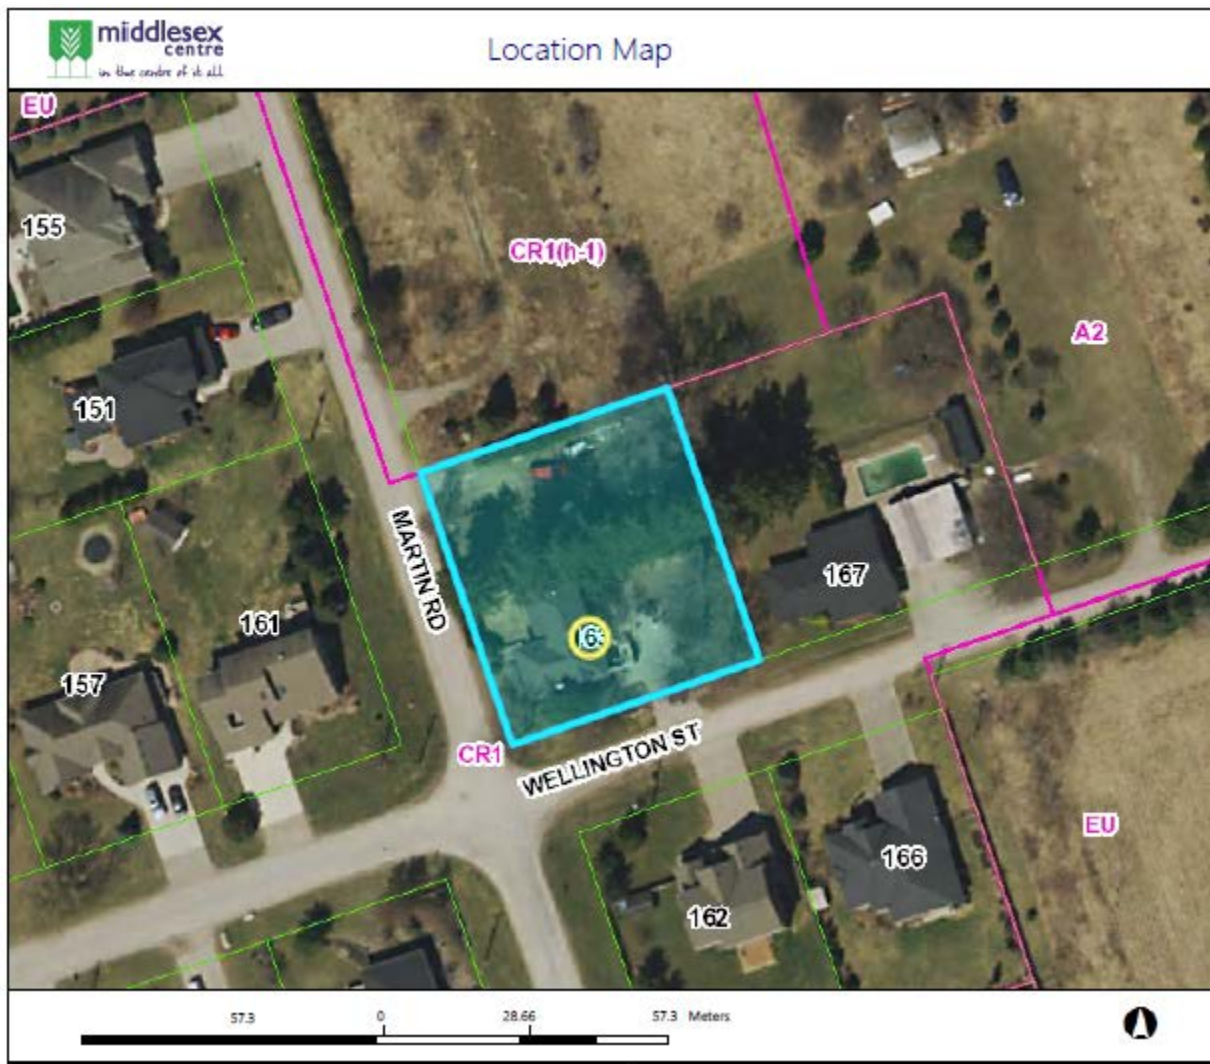 middlesex
centre
in the centre of it all
Location Map
EU
155
CR1(h-1)
A2
151
MARTIN RD
167
161
163
157
CR1
WELLINGTON ST
EU
166
162
57.3 0 28.66 57.3 Meters